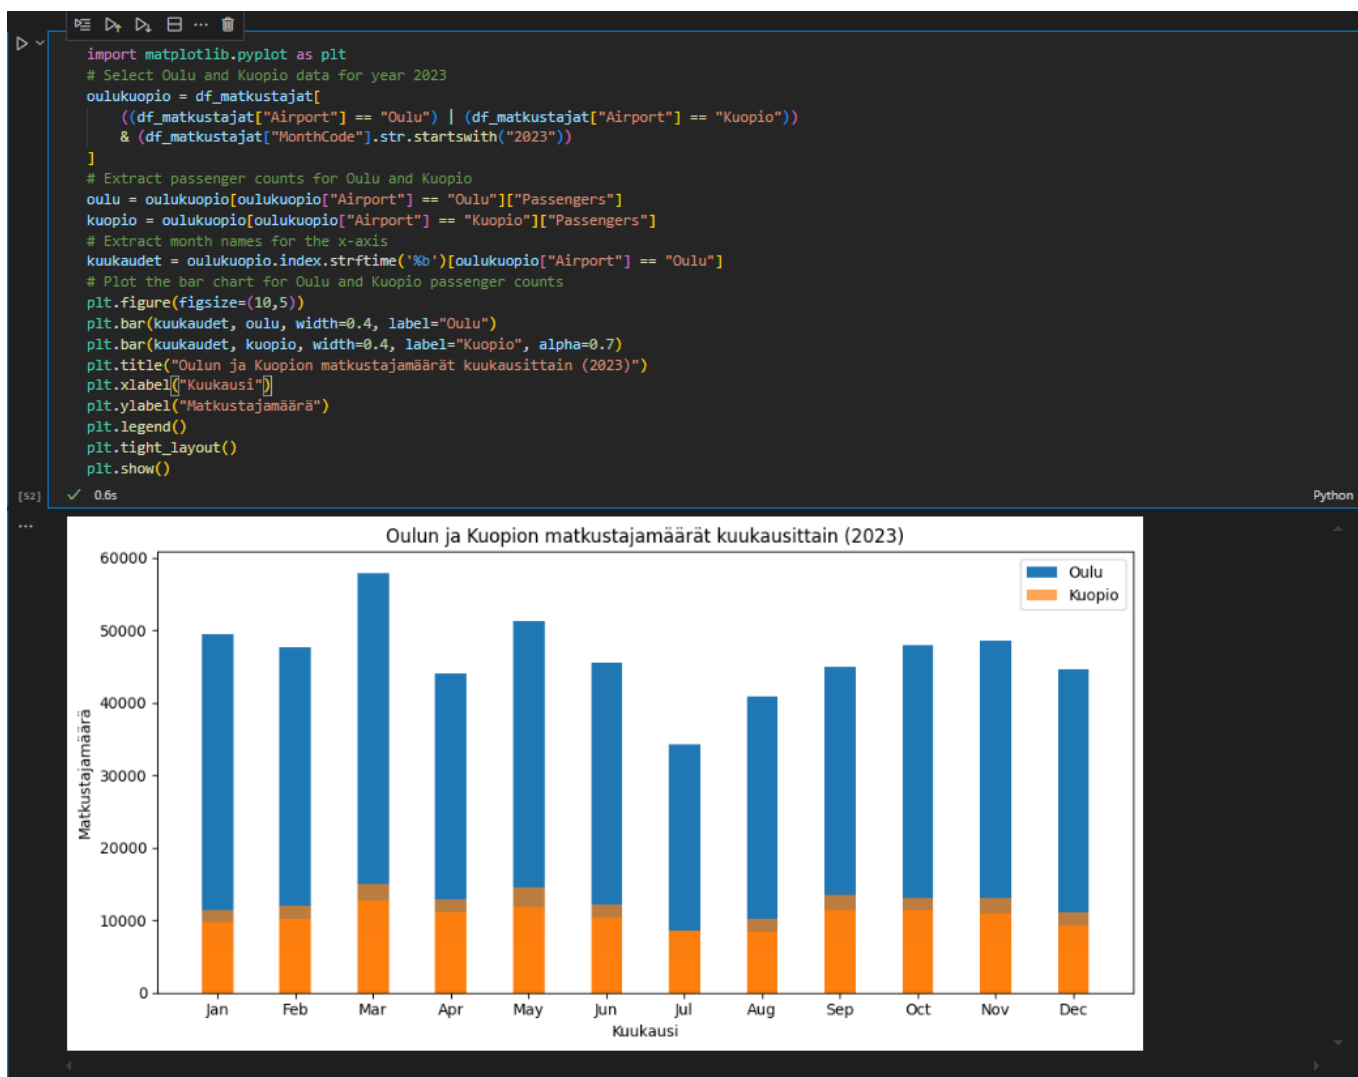 import matplotlib.pyplot as plt
# Select Oulu and Kuopio data for year 2023
oulukuopio = df_matkustajat[
    ((df_matkustajat["Airport"] == "Oulu") | (df_matkustajat["Airport"] == "Kuopio"))
    & (df_matkustajat["MonthCode"].str.startswith("2023"))
]
# Extract passenger counts for Oulu and Kuopio
oulu = oulukuopio[oulukuopio["Airport"] == "Oulu"]["Passengers"]
kuopio = oulukuopio[oulukuopio["Airport"] == "Kuopio"]["Passengers"]
# Extract month names for the x-axis
kuukaudet = oulukuopio.index.strftime('%b')[oulukuopio["Airport"] == "Oulu"]
# Plot the bar chart for Oulu and Kuopio passenger counts
plt.figure(figsize=(10,5))
plt.bar(kuukaudet, oulu, width=0.4, label="Oulu")
plt.bar(kuukaudet, kuopio, width=0.4, label="Kuopio", alpha=0.7)
plt.title("Oulun ja Kuopion matkustajamäärät kuukausittain (2023)")
plt.xlabel("Kuukausi")
plt.ylabel("Matkustajamäärä")
plt.legend()
plt.tight_layout()
plt.show()
[52] 0.6s Python
Oulun ja Kuopion matkustajamäärät kuukausittain (2023)
Oulu
Kuopio
60000
50000
40000
30000
20000
10000
0
Matkustajamäärä
Jan Feb Mar Apr May Jun Jul Aug Sep Oct Nov Dec
Kuukausi